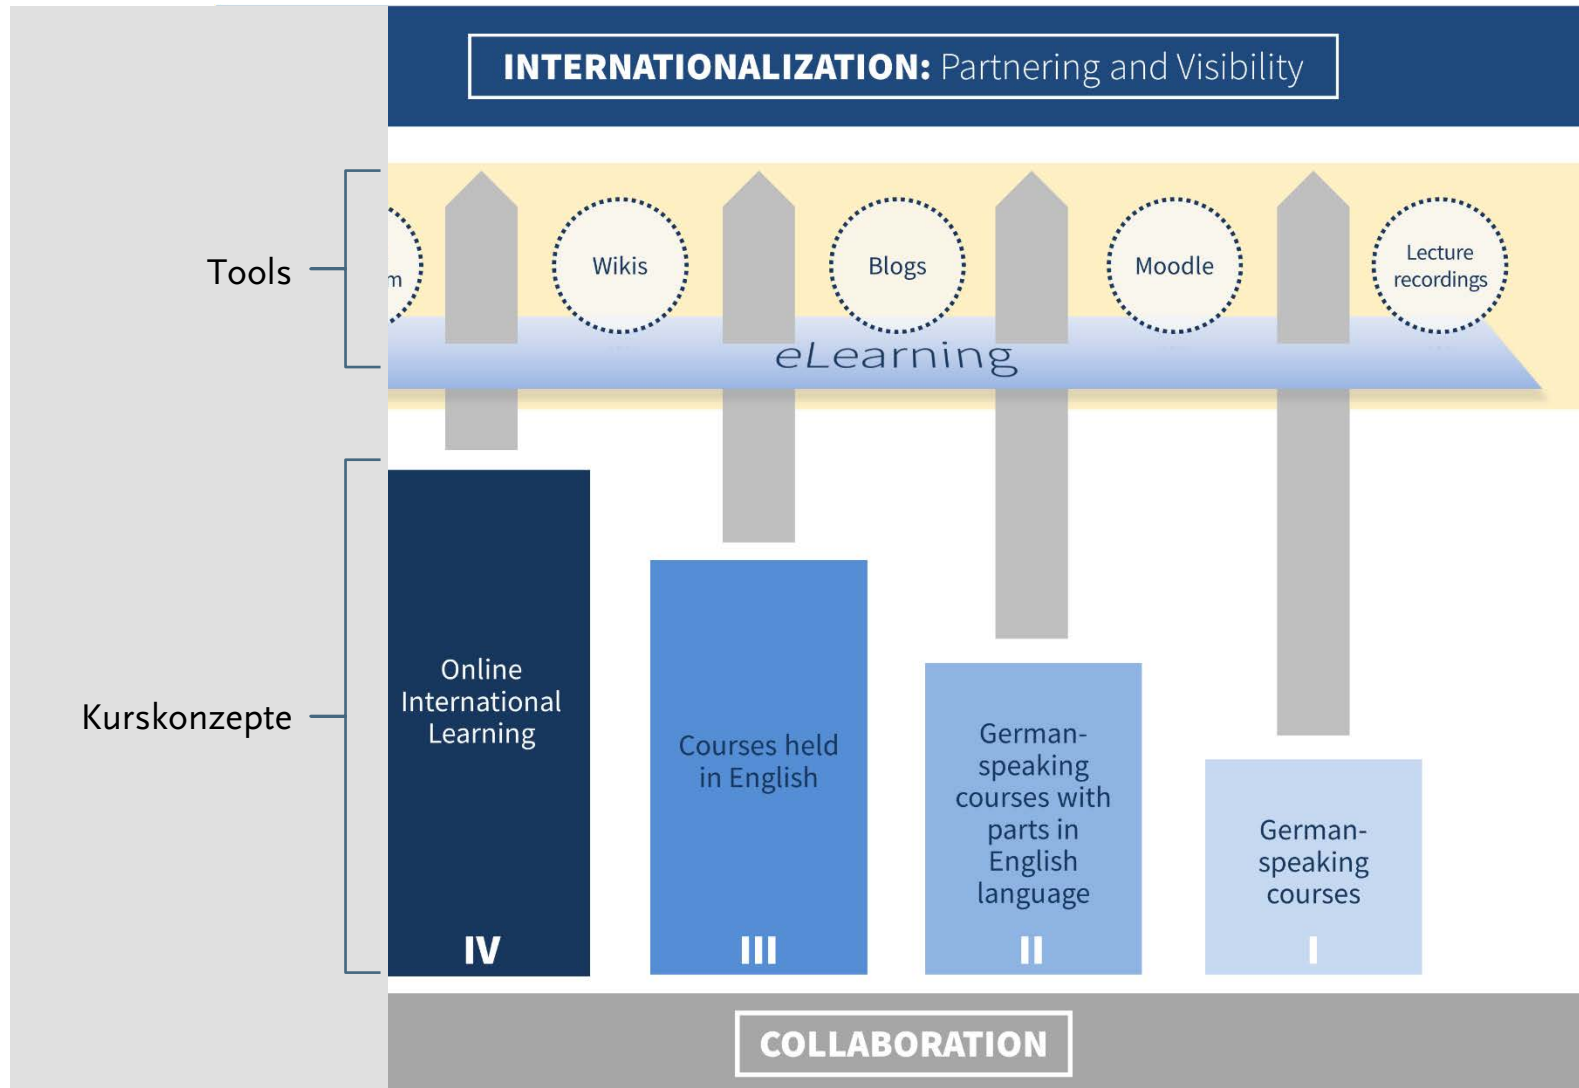 INTERNATIONALIZATION: Partnering and Visibility
Tools
Wikis
Blogs
Moodle
Lecture
recordings
eLearning
Kurskonzepte
Online
International
Learning
IV
Courses held
in English
III
German-
speaking
courses with
parts in
English
language
II
German-
speaking
courses
I
COLLABORATION